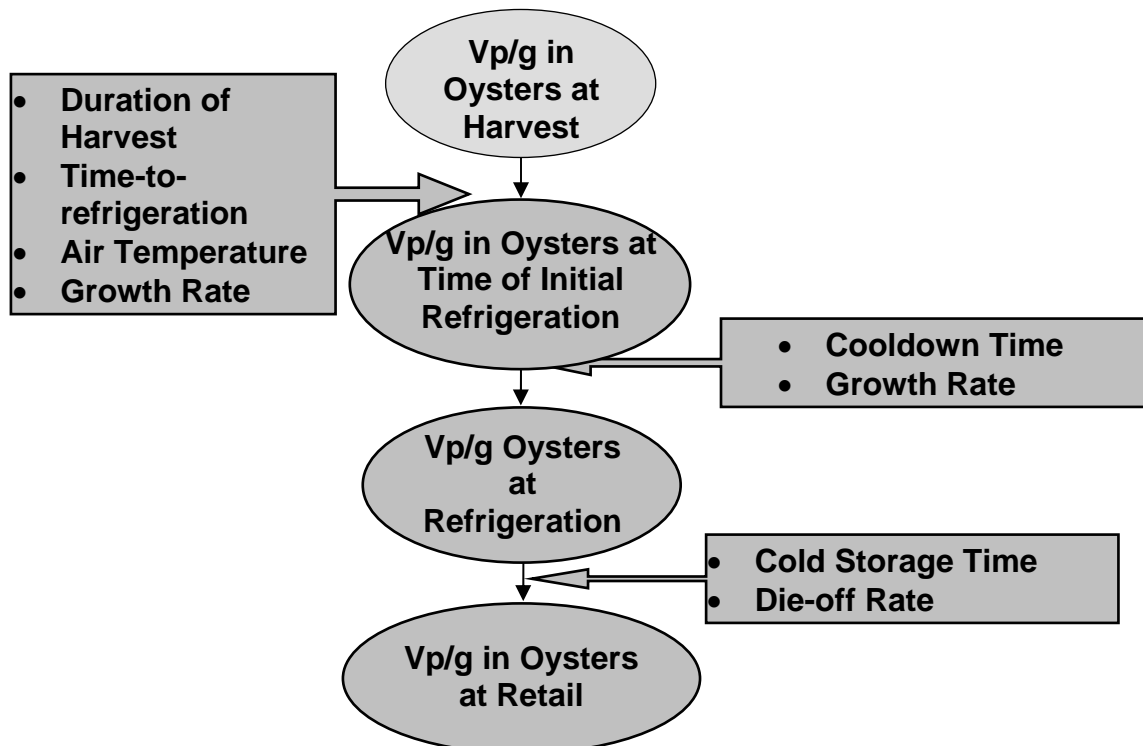 Vp/g in
Oysters at
Harvest
• Duration of
Harvest
• Time-to-
refrigeration
• Air Temperature
• Growth Rate
Vp/g in Oysters at
Time of Initial
Refrigeration
• Cooldown Time
• Growth Rate
Vp/g Oysters
at
Refrigeration
• Cold Storage Time
• Die-off Rate
Vp/g in Oysters
at Retail